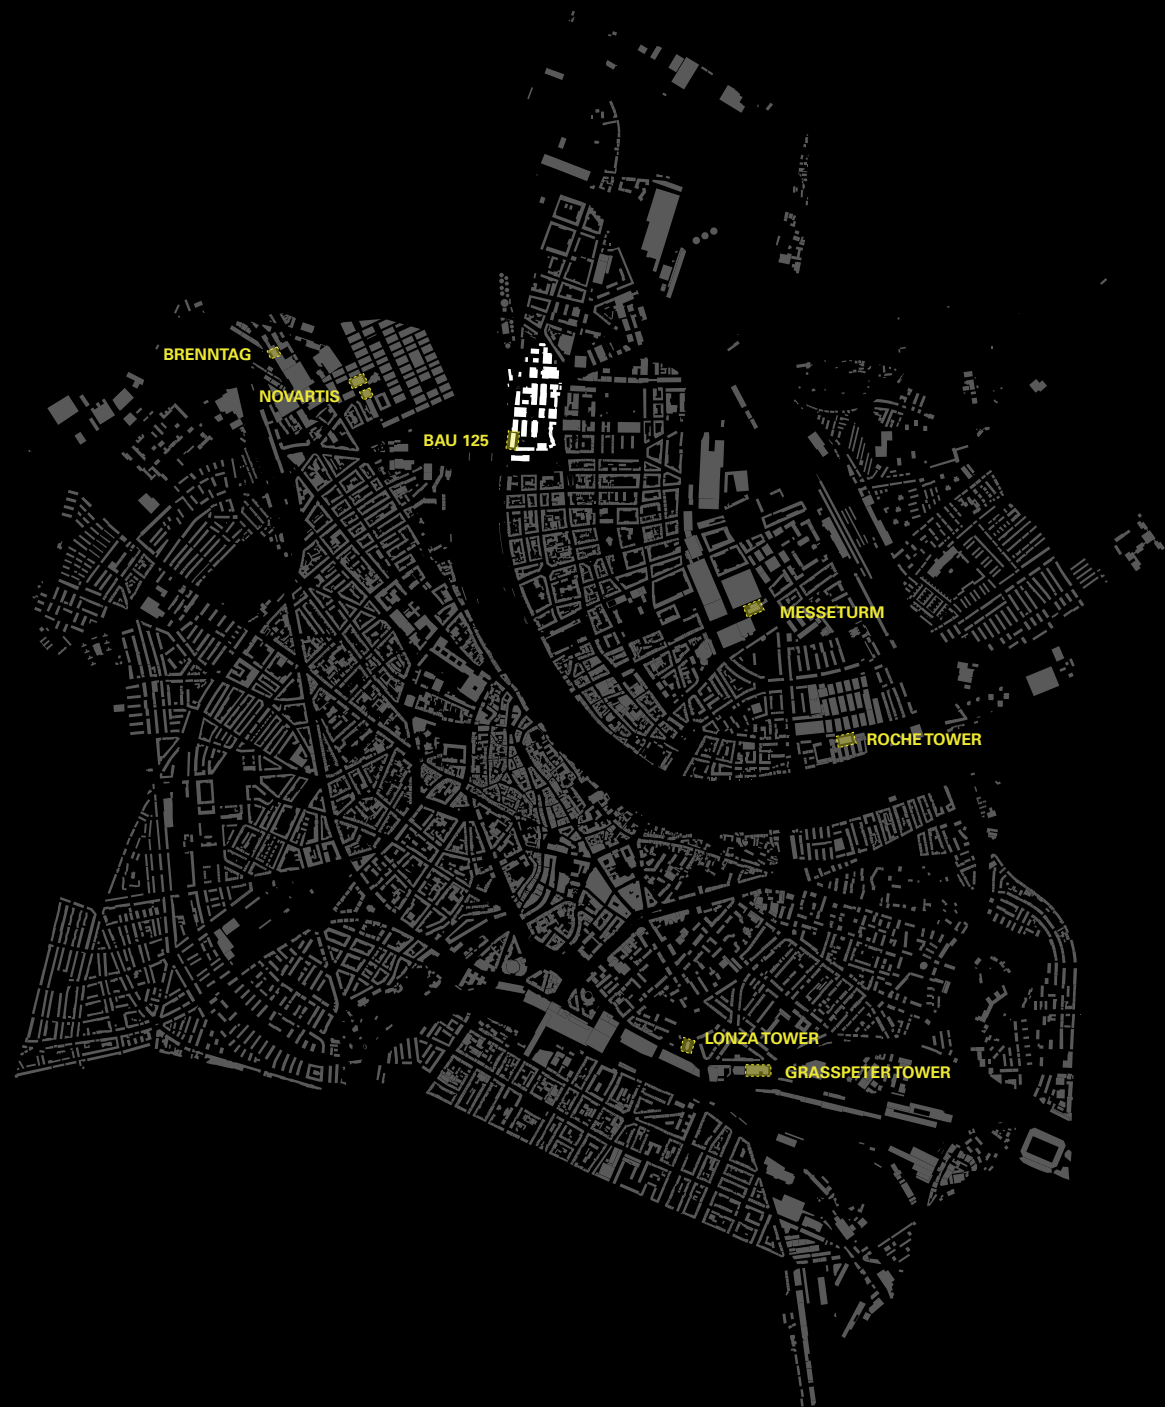 BRENNTAG
NOVARTIS
BAU 125
MESSETURM
ROCHE TOWER
LONZA TOWER
GRASSPETER TOWER